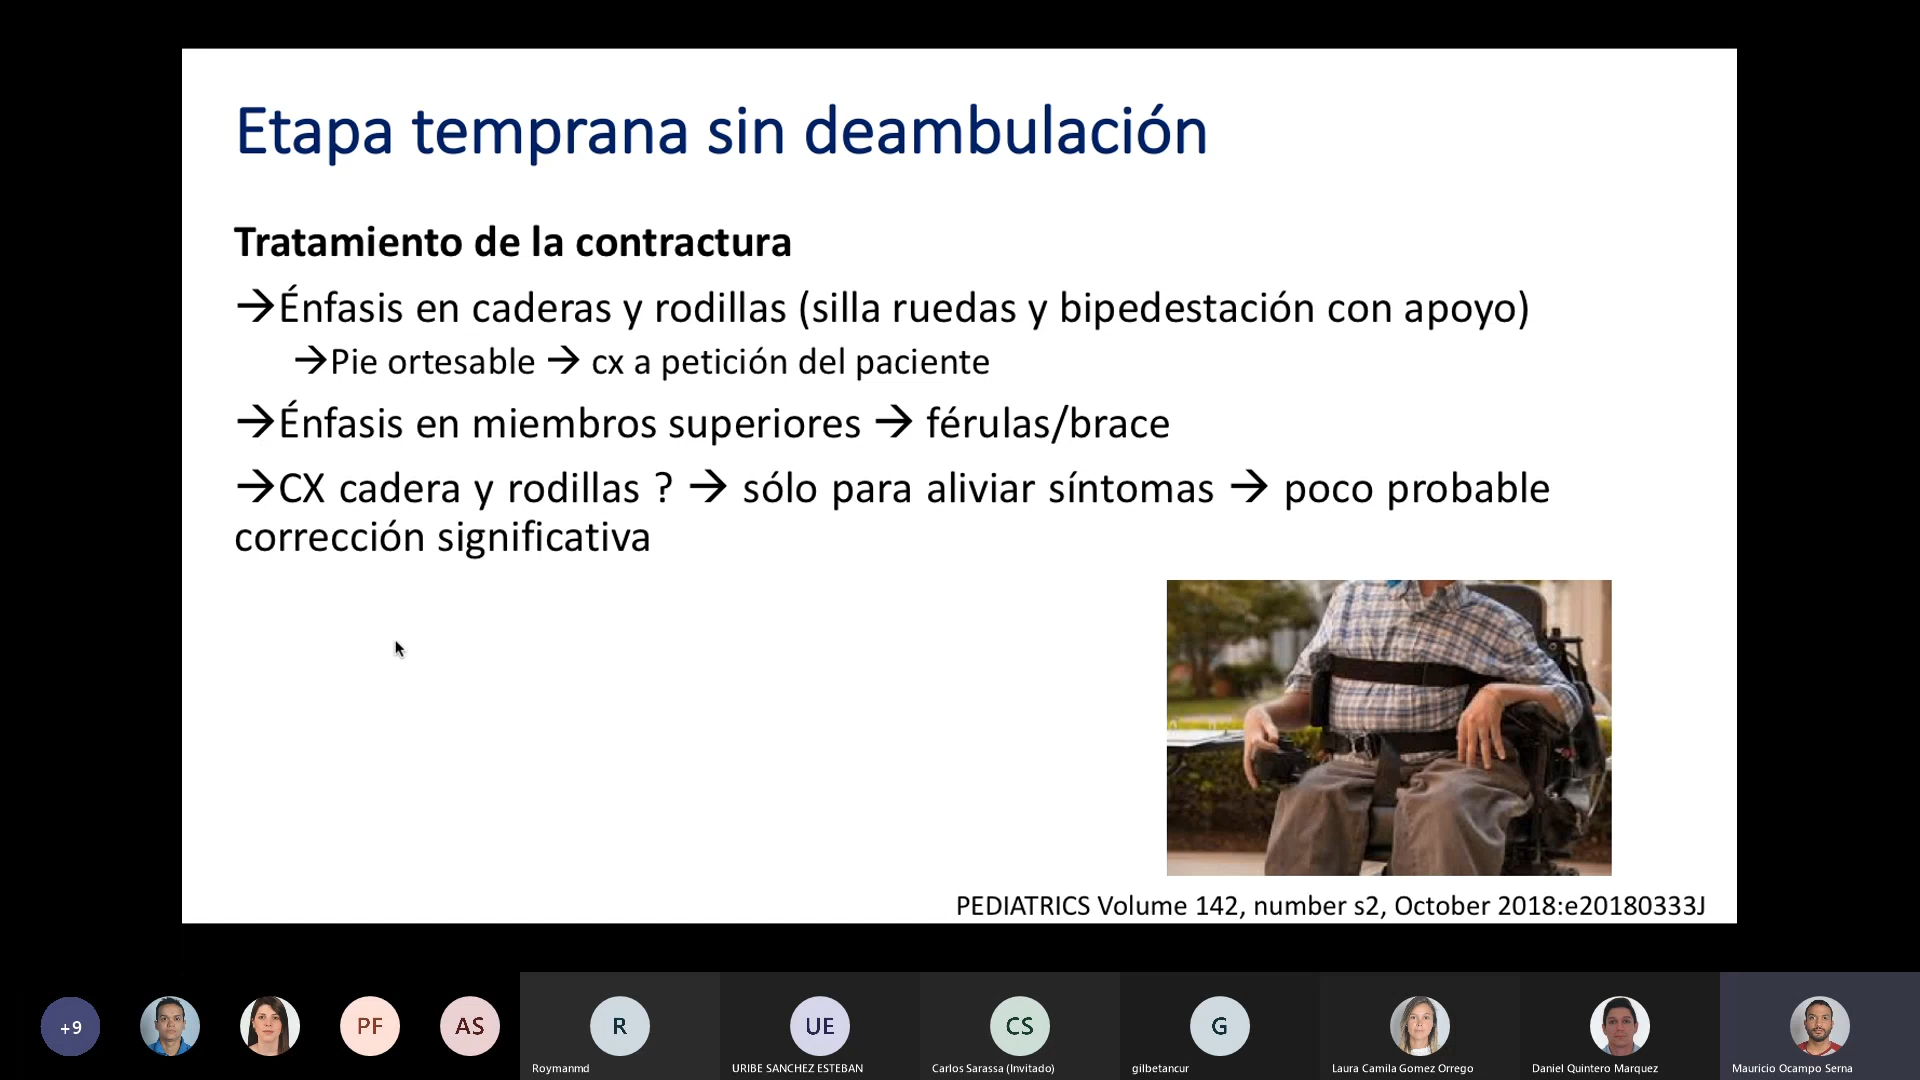 Etapa temprana sin deambulación
Tratamiento de la contractura
→Énfasis en caderas y rodillas (silla ruedas y bipedestación con apoyo)
→Pie ortesable → cx a petición del paciente
→Énfasis en miembros superiores → férulas/brace
→CX cadera y rodillas ? → sólo para aliviar síntomas → poco probable
corrección significativa
PEDIATRICS Volume 142, number s2, October 2018:e20180333J
+9
PF
AS
R
UE
CS
G
Roymanmd
URIBE SANCHEZ ESTEBAN
Carlos Sarassa (Invitado)
gilbetancur
Laura Camila Gomez Orrego
Daniel Quintero Marquez
Mauricio Ocampo Serna